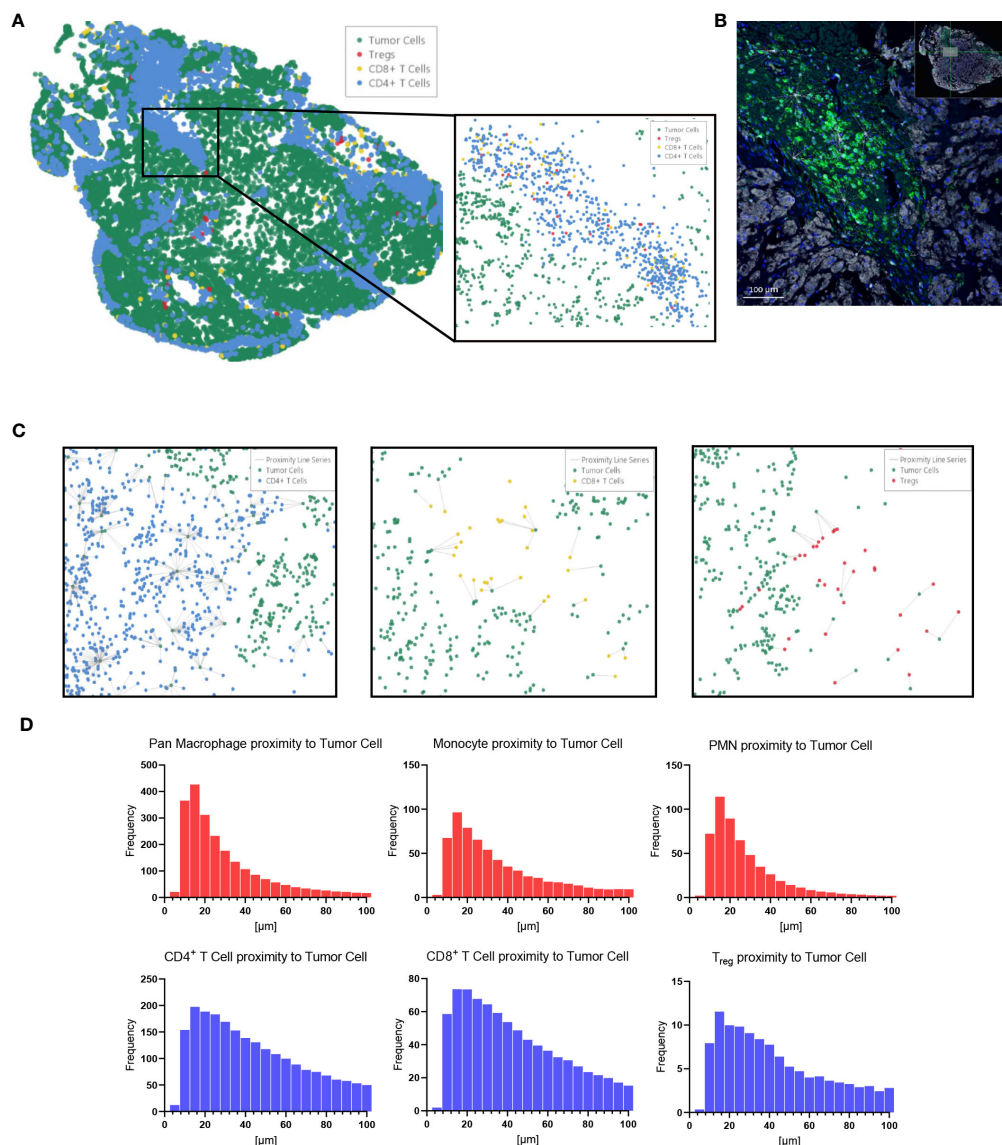 A
Tumor Cells
Tregs
CD8+ T Cells
CD4+ T Cells
Tumor Cells
Tregs
CD8+ T Cells
CD4+ T Cells
B
100 µm
C
Proximity Line Series
Tumor Cells
CD4+ T Cells
Proximity Line Series
Tumor Cells
CD8+ T Cells
Proximity Line Series
Tumor Cells
Tregs
D
Pan Macrophage proximity to Tumor Cell
Frequency
500
400
300
200
100
0
0 20 40 60 80 100
[µm]
Monocyte proximity to Tumor Cell
Frequency
150
100
50
0
0 20 40 60 80 100
[µm]
PMN proximity to Tumor Cell
Frequency
150
100
50
0
0 20 40 60 80 100
[µm]
CD4⁺ T Cell proximity to Tumor Cell
Frequency
250
200
150
100
50
0
0 20 40 60 80 100
[µm]
CD8⁺ T Cell proximity to Tumor Cell
Frequency
80
60
40
20
0
0 20 40 60 80 100
[µm]
Treg proximity to Tumor Cell
Frequency
15
10
5
0
0 20 40 60 80 100
[µm]